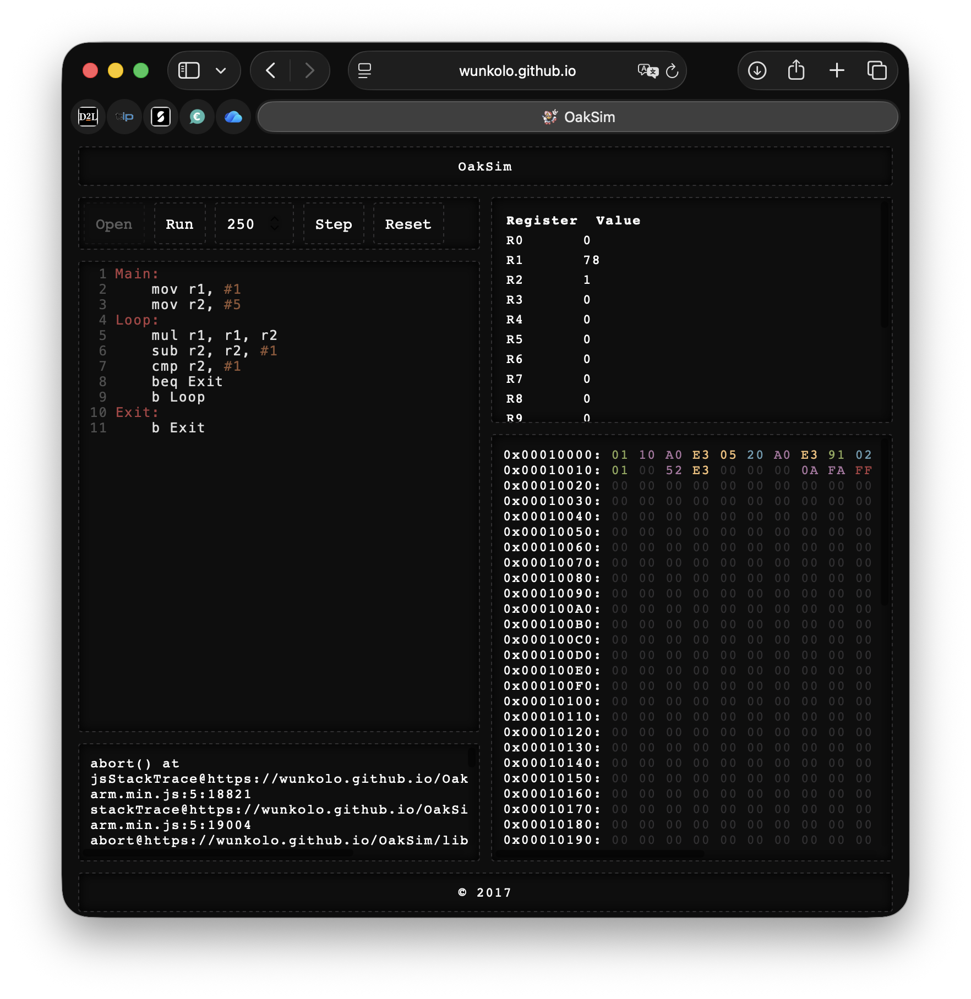 wunkolo.github.io
D2L tip S € OakSim
OakSim
Open Run 250 Step Reset
1 Main:
2 mov r1, #1
3 mov r2, #5
4 Loop:
5 mul r1, r1, r2
6 sub r2, r2, #1
7 cmp r2, #1
8 beq Exit
9 b Loop
10 Exit:
11 b Exit
abort() at
jsStackTrace@https://wunkolo.github.io/Oak
arm.min.js:5:18821
stackTrace@https://wunkolo.github.io/OakSi
arm.min.js:5:19004
abort@https://wunkolo.github.io/OakSim/lib
Register Value
R0 0
R1 78
R2 1
R3 0
R4 0
R5 0
R6 0
R7 0
R8 0
R9 0
0x00010000: 01 10 A0 E3 05 20 A0 E3 91 02
0x00010010: 01 00 52 E3 00 00 00 0A FA FF
0x00010020: 00 00 00 00 00 00 00 00 00 00
0x00010030: 00 00 00 00 00 00 00 00 00 00
0x00010040: 00 00 00 00 00 00 00 00 00 00
0x00010050: 00 00 00 00 00 00 00 00 00 00
0x00010060: 00 00 00 00 00 00 00 00 00 00
0x00010070: 00 00 00 00 00 00 00 00 00 00
0x00010080: 00 00 00 00 00 00 00 00 00 00
0x00010090: 00 00 00 00 00 00 00 00 00 00
0x000100A0: 00 00 00 00 00 00 00 00 00 00
0x000100B0: 00 00 00 00 00 00 00 00 00 00
0x000100C0: 00 00 00 00 00 00 00 00 00 00
0x000100D0: 00 00 00 00 00 00 00 00 00 00
0x000100E0: 00 00 00 00 00 00 00 00 00 00
0x000100F0: 00 00 00 00 00 00 00 00 00 00
0x00010100: 00 00 00 00 00 00 00 00 00 00
0x00010110: 00 00 00 00 00 00 00 00 00 00
0x00010120: 00 00 00 00 00 00 00 00 00 00
0x00010130: 00 00 00 00 00 00 00 00 00 00
0x00010140: 00 00 00 00 00 00 00 00 00 00
0x00010150: 00 00 00 00 00 00 00 00 00 00
0x00010160: 00 00 00 00 00 00 00 00 00 00
0x00010170: 00 00 00 00 00 00 00 00 00 00
0x00010180: 00 00 00 00 00 00 00 00 00 00
0x00010190: 00 00 00 00 00 00 00 00 00 00
© 2017